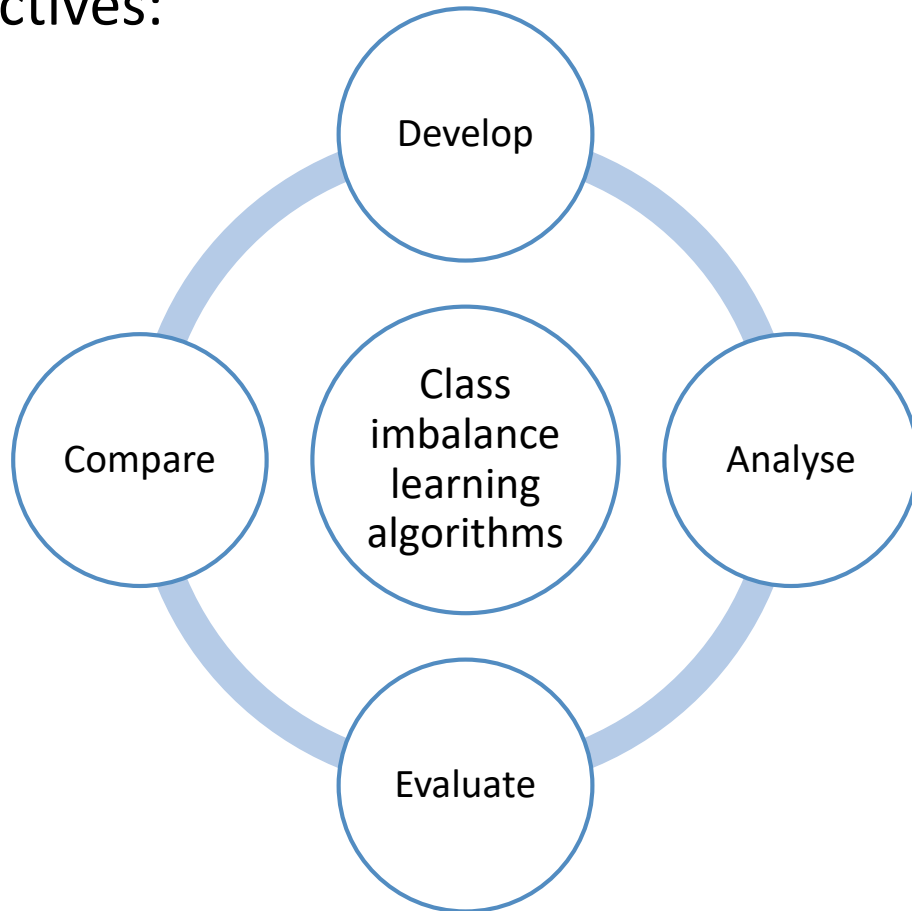 ctives:
Develop
Compare
Class
imbalance
learning
algorithms
Analyse
Evaluate